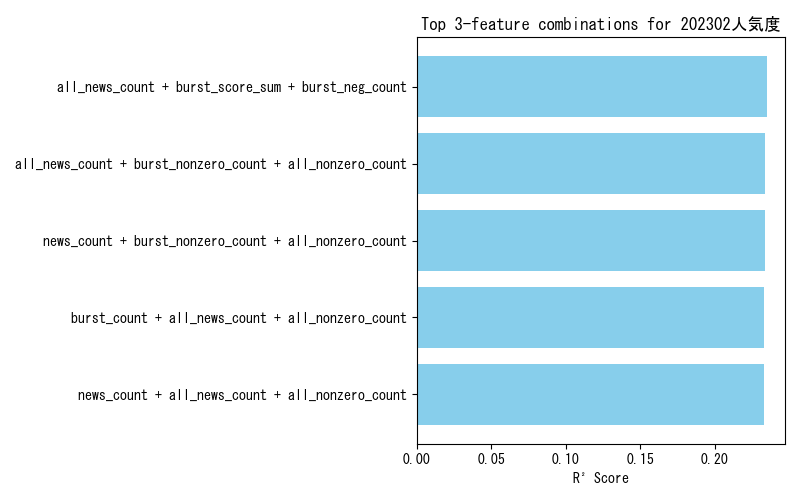 Top 3-feature combinations for 202302人気度
all_news_count + burst_score_sum + burst_neg_count
all_news_count + burst_nonzero_count + all_nonzero_count
news_count + burst_nonzero_count + all_nonzero_count
burst_count + all_news_count + all_nonzero_count
news_count + all_news_count + all_nonzero_count
0.00 0.05 0.10 0.15 0.20
R² Score